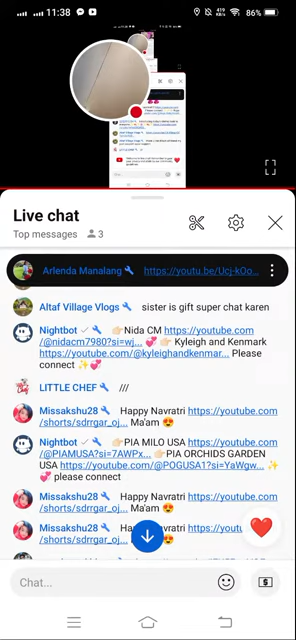 11:38
419
KB/S
86%
Live chat
Top messages 3
Arlenda Manalang https://youtu.be/Ucj-kOo...
Altaf Village Vlogs sister is gift super chat karen
Nightbot 👉🏻Nida CM https://youtube.com
/@nidacm7980?si=wj... 💞 👉🏻 Kyleigh and Kenmark
https://youtube.com/@kyleighandkenmar... Please
connect ✨💞
LITTLE CHEF ///
Missakshu28 Happy Navratri https://youtube.com
/shorts/sdrrgar_oj... Ma'am 😍
Nightbot 👉🏻PIA MILO USA https://youtube.com
/@PIAMUSA?si=7AWPx... 👉🏻PIA ORCHIDS GARDEN
USA https://youtube.com/@POGUSA1?si=YaWgw... ✨
💞 please connect
Missakshu28 Happy Navratri https://youtube.com
/shorts/sdrrgar_oj... Ma'am 😍
Missakshu28 Happy Navratri https://youtube.com
/shorts/sdrrgar_oj... Ma'am 😍
Chat...